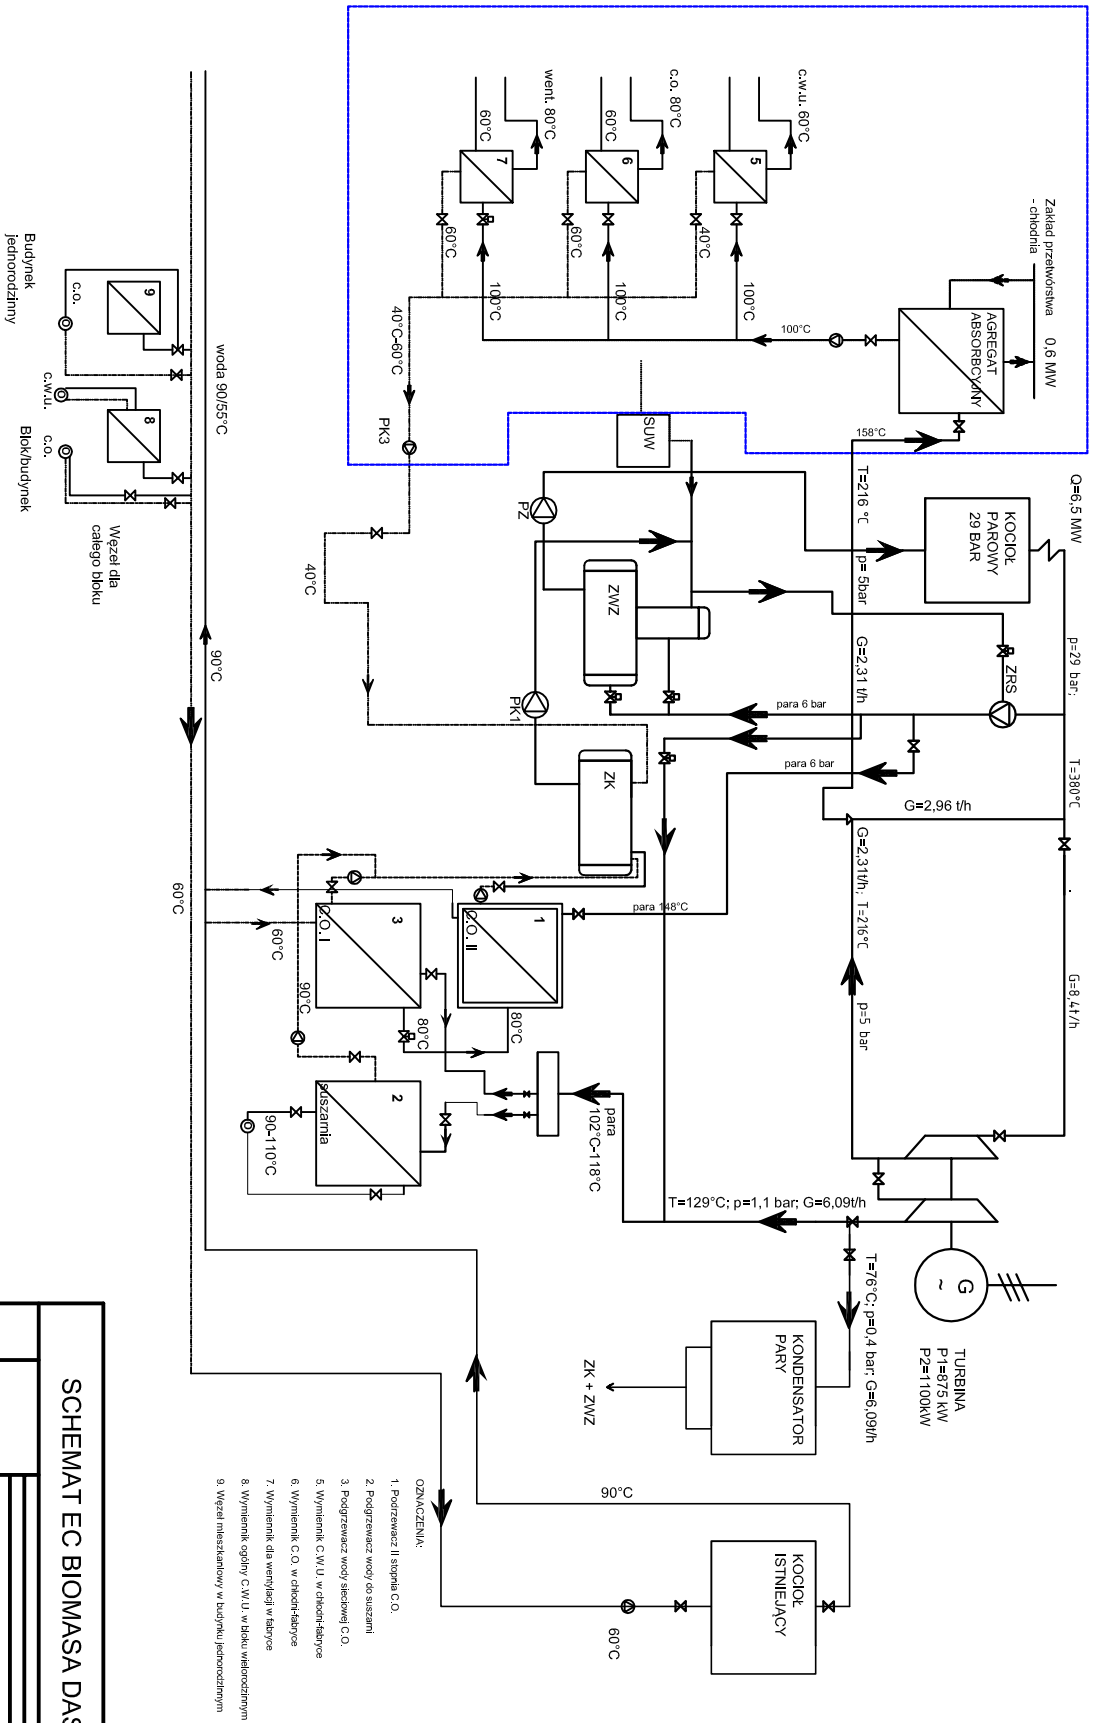 Zakład przetwórstwa 0,6 MW
- chłodnia
AGREGAT
ABSORBCYJNY
c.w.u. 60°C
c.o. 80°C
went. 80°C
60°C
60°C
5
6
7
40°C
60°C
60°C
100°C
100°C
100°C
100°C
40°C-60°C
PK3
158°C
SUW
Q=6,5 MW
KOCIOŁ
PAROWY
29 BAR
T=216 °C
p= 5bar
G=2,31 t/h
p=29 bar;
T=380°C
G=8,4t/h
PZ
ZWZ
ZRS
PK1
ZK
40°C
para 6 bar
para 6 bar
G=2,96 t/h
G=2,31t/h; T=216°C
p=5 bar
para 148°C
1
C.O. II
3
C.O. I
80°C
80°C
60°C
90°C
2
suszarnia
90-110°C
para
102°C-118°C
T=129°C; p=1,1 bar; G=6,09t/h
T=76°C; p=0,4 bar; G=6,09t/h
G
~
TURBINA
P1=875 kW
P2=1100kW
KONDENSATOR
PARY
ZK + ZWZ
KOCIOŁ
ISTNIEJĄCY
90°C
60°C
woda 90/55°C
90°C
60°C
9
c.o.
Budynek
jednorodzinny
8
c.w.u.
c.o.
Blok/budynek
Węzeł dla
całego bloku
OZNACZENIA:
1. Podrzewacz II stopnia C.O.
2. Podgrzewacz wody do suszarni
3. Podgrzewacz wody sieciowej C.O.
5. Wymiennik C.W.U. w chłodni-fabryce
6. Wymiennik C.O. w chłodni-fabryce
7. Wymiennik dla wentylacji w fabryce
8. Wymiennik ogólny C.W.U. w bloku wielorodzinnym
9. Węzeł mieszkaniowy w budynku jednorodzinnym
SCHEMAT EC BIOMASA DAS